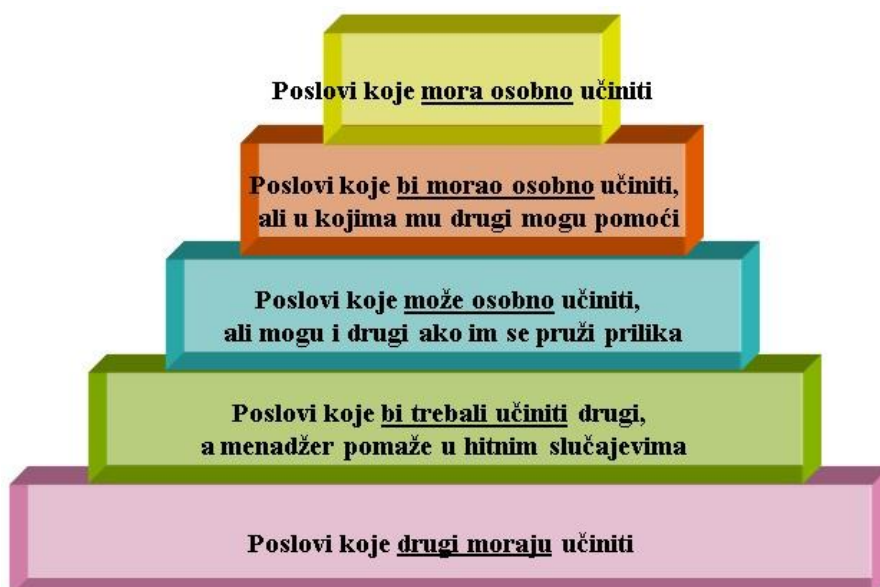 Poslovi koje mora osobno učiniti
Poslovi koje bi morao osobno učiniti,
ali u kojima mu drugi mogu pomoći
Poslovi koje može osobno učiniti,
ali mogu i drugi ako im se pruži prilika
Poslovi koje bi trebali učiniti drugi,
a menadžer pomaže u hitnim slučajevima
Poslovi koje drugi moraju učiniti